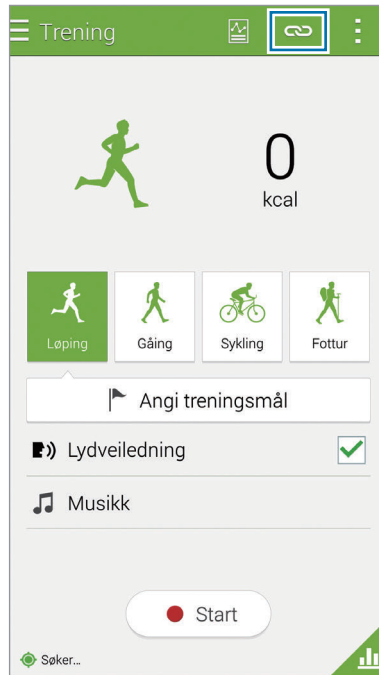 Trening
0
kcal
Løping
Gåing
Sykling
Fottur
Angi treningsmål
Lydveiledning
Musikk
Start
Søker...